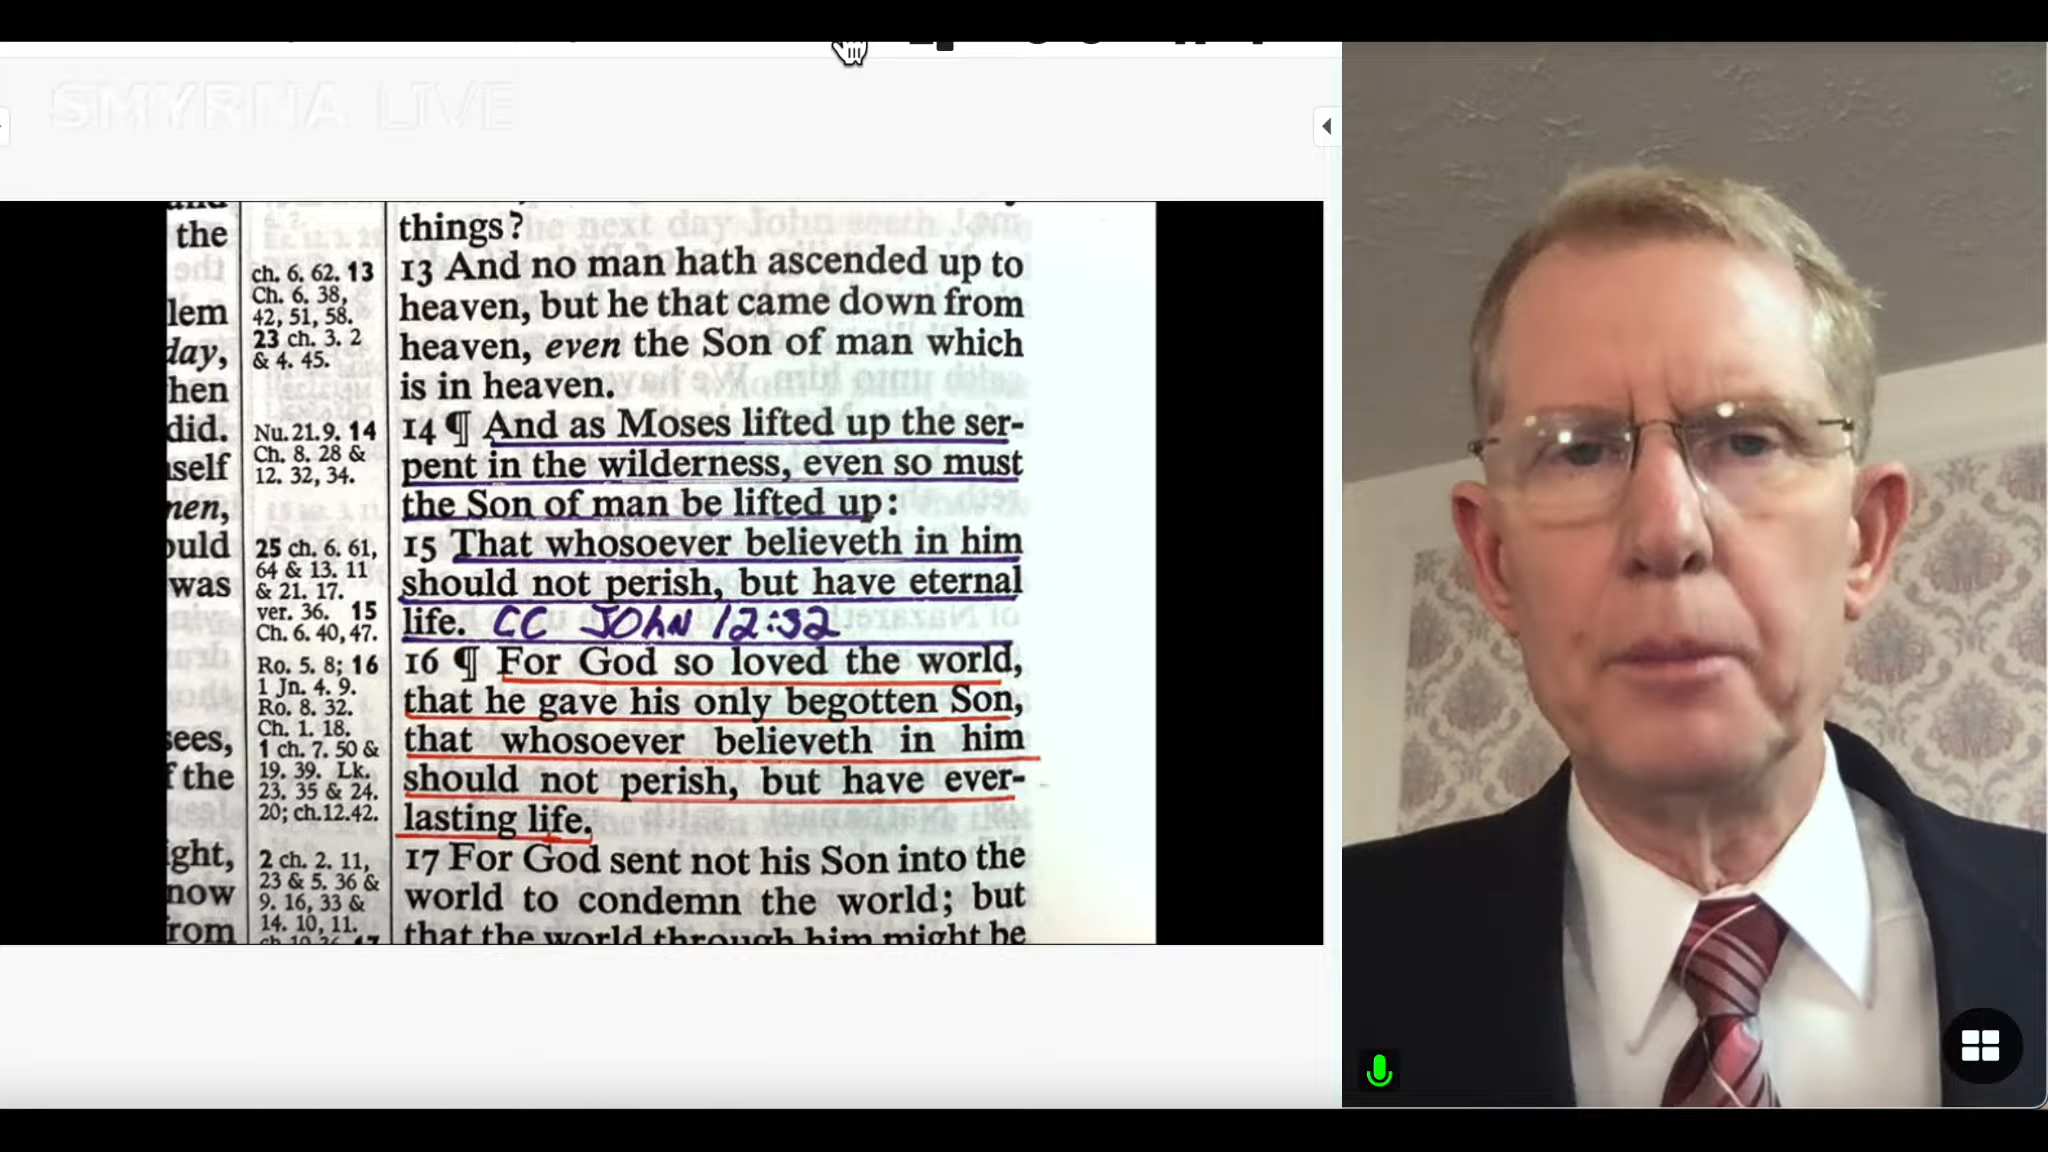 SMYRNA LIVE
the
lem
day,
hen
did.
self
men,
ould
was
sees,
f the
ight,
now
rom
ch. 6. 62. 13
Ch. 6. 38,
42, 51, 58.
23 ch. 3. 2
& 4. 45.
Nu. 21. 9. 14
Ch. 8. 28 &
12. 32, 34.
25 ch. 6. 61,
64 & 13. 11
& 21. 17.
ver. 36. 15
Ch. 6. 40, 47.
Ro. 5. 8; 16
1 Jn. 4. 9.
Ro. 8. 32.
Ch. 1. 18.
1 ch. 7. 50 &
19. 39. Lk.
23. 35 & 24.
20; ch.12.42.
2 ch. 2. 11,
23 & 5. 36 &
9. 16, 33 &
14. 10, 11.
things?
13 And no man hath ascended up to
heaven, but he that came down from
heaven, even the Son of man which
is in heaven.
14 ¶ And as Moses lifted up the ser-
pent in the wilderness, even so must
the Son of man be lifted up:
15 That whosoever believeth in him
should not perish, but have eternal
life. CC JOHN 12:32
16 ¶ For God so loved the world,
that he gave his only begotten Son,
that whosoever believeth in him
should not perish, but have ever-
lasting life.
17 For God sent not his Son into the
world to condemn the world; but
that the world through him might be